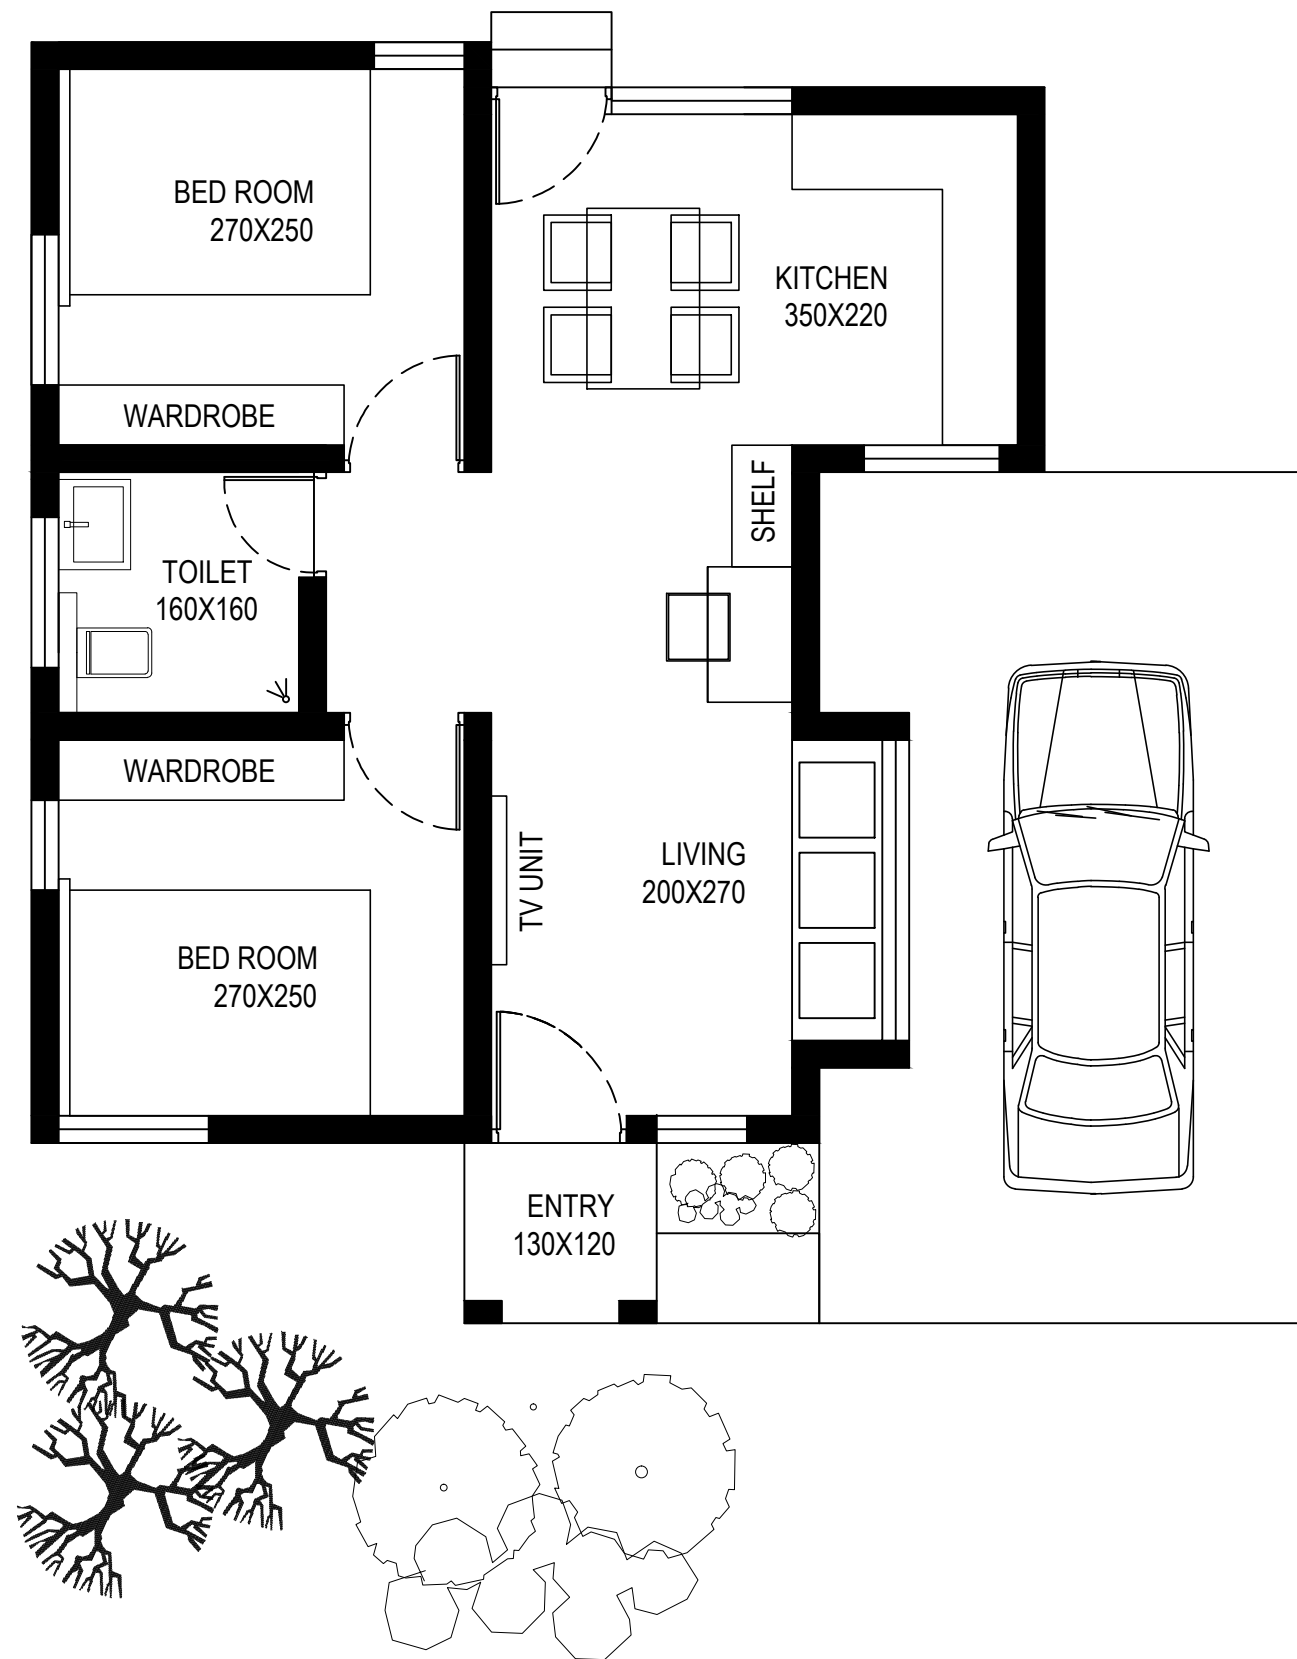 BED ROOM
270X250
KITCHEN
350X220
WARDROBE
SHELF
TOILET
160X160
WARDROBE
TV UNIT
LIVING
200X270
BED ROOM
270X250
ENTRY
130X120